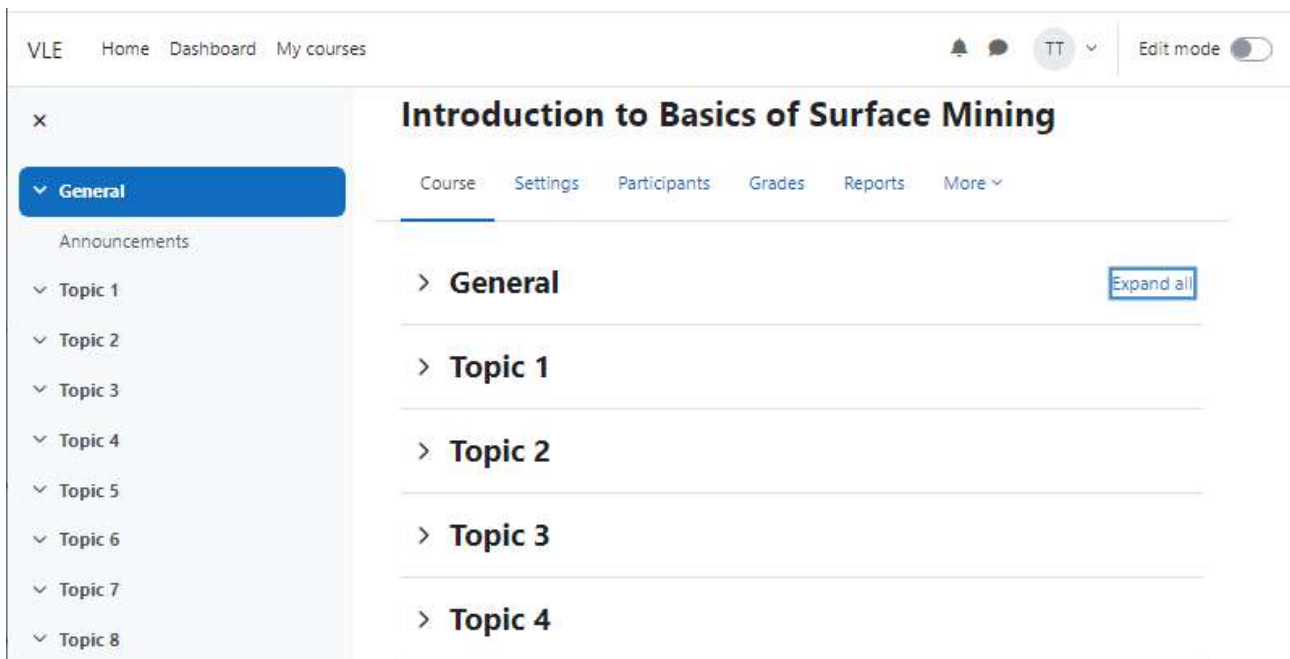 VLE Home Dashboard My courses TT Edit mode
Introduction to Basics of Surface Mining
Course Settings Participants Grades Reports More
General
Announcements
Topic 1
Topic 2
Topic 3
Topic 4
Topic 5
Topic 6
Topic 7
Topic 8
General Expand all
Topic 1
Topic 2
Topic 3
Topic 4